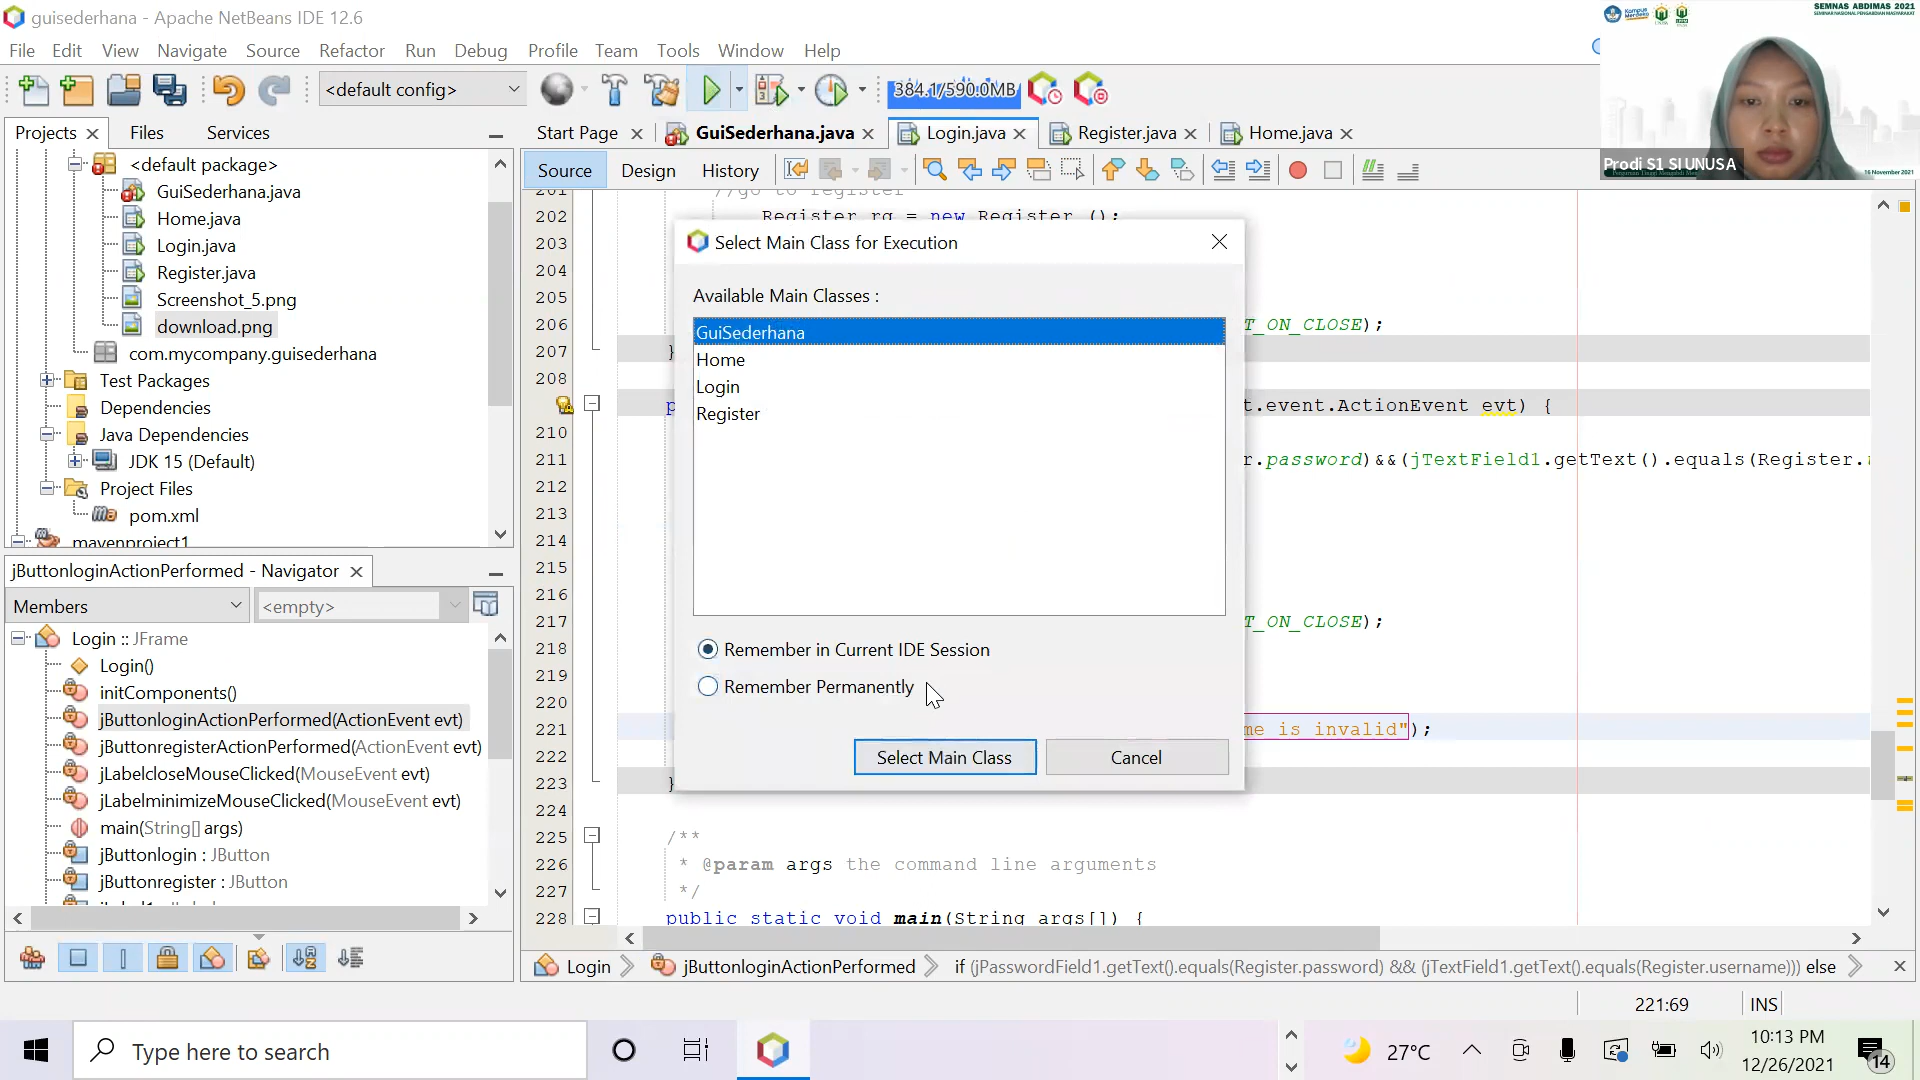 guisederhana - Apache NetBeans IDE 12.6
File Edit View Navigate Source Refactor Run Debug Profile Team Tools Window Help
SEMNAS ABDIMAS 2021
<default config>
384.1/590.0MB
Prodi S1 SI UNUSA
16 November 2021
Projects Files Services
Start Page GuiSederhana.java Login.java Register.java Home.java
Source Design History
<default package>
GuiSederhana.java
Home.java
Login.java
Register.java
Screenshot_5.png
download.png
com.mycompany.guisederhana
Test Packages
Dependencies
Java Dependencies
JDK 15 (Default)
Project Files
pom.xml
mavenproject1
jButtonloginActionPerformed - Navigator
Members <empty>
Login :: JFrame
Login()
initComponents()
jButtonloginActionPerformed(ActionEvent evt)
jButtonregisterActionPerformed(ActionEvent evt)
jLabelcloseMouseClicked(MouseEvent evt)
jLabelminimizeMouseClicked(MouseEvent evt)
main(String[] args)
jButtonlogin : JButton
jButtonregister : JButton
201 //go to register
202 Register rg = new Register ();
203
204
205
206 T_ON_CLOSE);
207 }
208
p t.event.ActionEvent evt) {
210
211 r.password)&&(jTextField1.getText().equals(Register.
212
213
214
215
216
217 T_ON_CLOSE);
218
219
220
221 me is invalid");
222
223 }
224
225 /**
226 * @param args the command line arguments
227 */
228 public static void main(String args[]) {
Select Main Class for Execution
Available Main Classes :
GuiSederhana
Home
Login
Register
Remember in Current IDE Session
Remember Permanently
Select Main Class Cancel
Login jButtonloginActionPerformed if (jPasswordField1.getText().equals(Register.password) && (jTextField1.getText().equals(Register.username))) else
221:69 INS
Type here to search
27°C
10:13 PM
12/26/2021
14